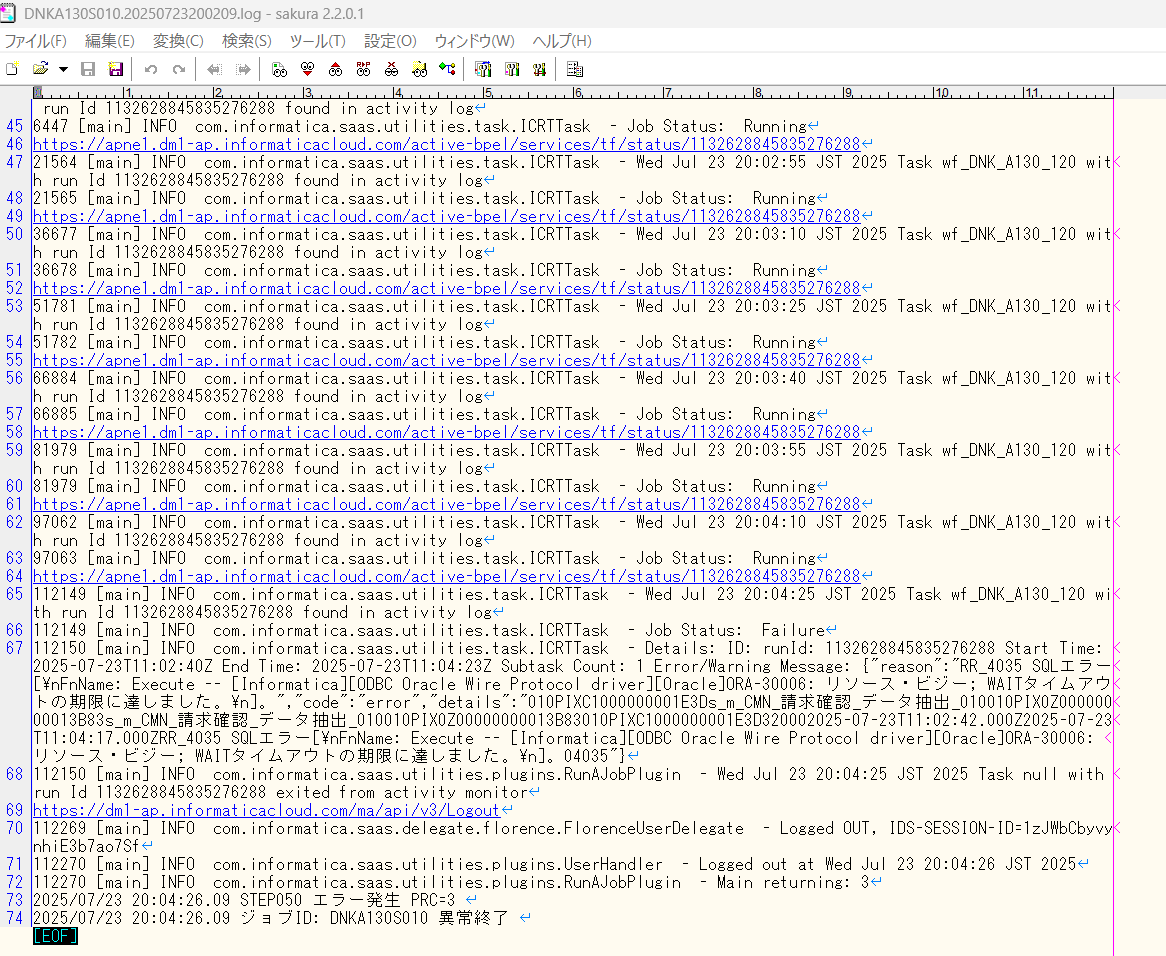 DNKA130S010.20250723200209.log - sakura 2.2.0.1
ファイル(F) 編集(E) 変換(C) 検索(S) ツール(T) 設定(O) ウィンドウ(W) ヘルプ(H)
0 1 2 3 4 5 6 7 8 9 10 11
run Id 1132628845835276288 found in activity log
45 6447 [main] INFO  com.informatica.saas.utilities.task.ICRTTask  - Job Status:  Running
46 https://apne1.dm1-ap.informaticacloud.com/active-bpel/services/tf/status/1132628845835276288
47 21564 [main] INFO  com.informatica.saas.utilities.task.ICRTTask  - Wed Jul 23 20:02:55 JST 2025 Task wf_DNK_A130_120 wit
h run Id 1132628845835276288 found in activity log
48 21565 [main] INFO  com.informatica.saas.utilities.task.ICRTTask  - Job Status:  Running
49 https://apne1.dm1-ap.informaticacloud.com/active-bpel/services/tf/status/1132628845835276288
50 36677 [main] INFO  com.informatica.saas.utilities.task.ICRTTask  - Wed Jul 23 20:03:10 JST 2025 Task wf_DNK_A130_120 wit
h run Id 1132628845835276288 found in activity log
51 36678 [main] INFO  com.informatica.saas.utilities.task.ICRTTask  - Job Status:  Running
52 https://apne1.dm1-ap.informaticacloud.com/active-bpel/services/tf/status/1132628845835276288
53 51781 [main] INFO  com.informatica.saas.utilities.task.ICRTTask  - Wed Jul 23 20:03:25 JST 2025 Task wf_DNK_A130_120 wit
h run Id 1132628845835276288 found in activity log
54 51782 [main] INFO  com.informatica.saas.utilities.task.ICRTTask  - Job Status:  Running
55 https://apne1.dm1-ap.informaticacloud.com/active-bpel/services/tf/status/1132628845835276288
56 66884 [main] INFO  com.informatica.saas.utilities.task.ICRTTask  - Wed Jul 23 20:03:40 JST 2025 Task wf_DNK_A130_120 wit
h run Id 1132628845835276288 found in activity log
57 66885 [main] INFO  com.informatica.saas.utilities.task.ICRTTask  - Job Status:  Running
58 https://apne1.dm1-ap.informaticacloud.com/active-bpel/services/tf/status/1132628845835276288
59 81979 [main] INFO  com.informatica.saas.utilities.task.ICRTTask  - Wed Jul 23 20:03:55 JST 2025 Task wf_DNK_A130_120 wit
h run Id 1132628845835276288 found in activity log
60 81979 [main] INFO  com.informatica.saas.utilities.task.ICRTTask  - Job Status:  Running
61 https://apne1.dm1-ap.informaticacloud.com/active-bpel/services/tf/status/1132628845835276288
62 97062 [main] INFO  com.informatica.saas.utilities.task.ICRTTask  - Wed Jul 23 20:04:10 JST 2025 Task wf_DNK_A130_120 wit
h run Id 1132628845835276288 found in activity log
63 97063 [main] INFO  com.informatica.saas.utilities.task.ICRTTask  - Job Status:  Running
64 https://apne1.dm1-ap.informaticacloud.com/active-bpel/services/tf/status/1132628845835276288
65 112149 [main] INFO  com.informatica.saas.utilities.task.ICRTTask  - Wed Jul 23 20:04:25 JST 2025 Task wf_DNK_A130_120 wi
th run Id 1132628845835276288 found in activity log
66 112149 [main] INFO  com.informatica.saas.utilities.task.ICRTTask  - Job Status:  Failure
67 112150 [main] INFO  com.informatica.saas.utilities.task.ICRTTask  - Details: ID: runId: 1132628845835276288 Start Time:
2025-07-23T11:02:40Z End Time: 2025-07-23T11:04:23Z Subtask Count: 1 Error/Warning Message: {"reason":"RR_4035 SQLエラー
[¥nFnName: Execute -- [Informatica][ODBC Oracle Wire Protocol driver][Oracle]ORA-30006: リソース・ビジー; WAITタイムアウ
トの期限に達しました。¥n]。","code":"error","details":"010PIXC1000000001E3Ds_m_CMN_請求確認_データ抽出_010010PIX0Z000000
00013B83s_m_CMN_請求確認_データ抽出_010010PIX0Z00000000013B83010PIXC1000000001E3D320002025-07-23T11:02:42.000Z2025-07-23
T11:04:17.000ZRR_4035 SQLエラー[¥nFnName: Execute -- [Informatica][ODBC Oracle Wire Protocol driver][Oracle]ORA-30006:
リソース・ビジー; WAITタイムアウトの期限に達しました。¥n]。04035"}
68 112150 [main] INFO  com.informatica.saas.utilities.plugins.RunAJobPlugin  - Wed Jul 23 20:04:25 JST 2025 Task null with
run Id 1132628845835276288 exited from activity monitor
69 https://dm1-ap.informaticacloud.com/ma/api/v3/Logout
70 112269 [main] INFO  com.informatica.saas.delegate.florence.FlorenceUserDelegate  - Logged OUT, IDS-SESSION-ID=1zJWbCbyvy
nhiE3b7ao7Sf
71 112270 [main] INFO  com.informatica.saas.utilities.plugins.UserHandler  - Logged out at Wed Jul 23 20:04:26 JST 2025
72 112270 [main] INFO  com.informatica.saas.utilities.plugins.RunAJobPlugin  - Main returning: 3
73 2025/07/23 20:04:26.09 STEP050 エラー発生 PRC=3
74 2025/07/23 20:04:26.09 ジョブID: DNKA130S010 異常終了
[EOF]